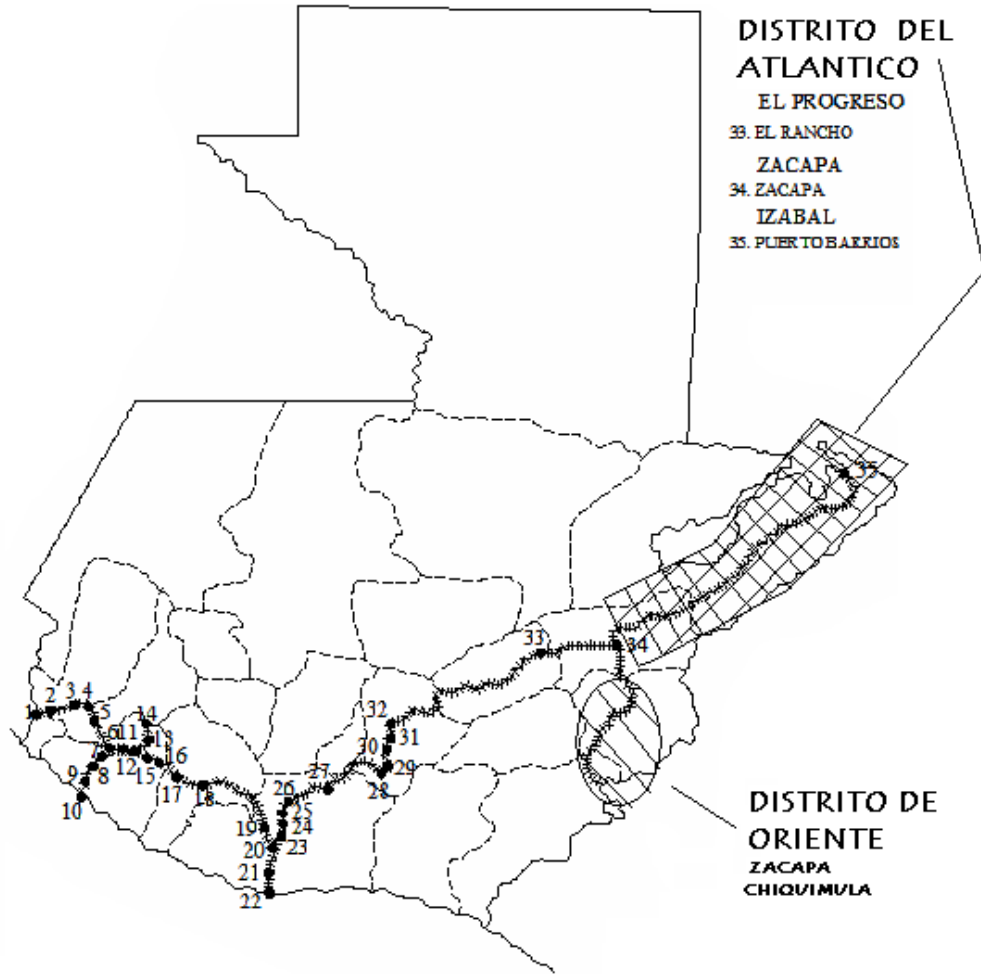 DISTRITO DEL
ATLANTICO
EL PROGRESO
33. EL RANCHO
ZACAPA
34. ZACAPA
IZABAL
35. PUERTO BARRIOS
35
33
34
32
31
30
29
28
27
26
25
24
23
22
21
20
19
18
17
16
15
14
13
12
11
10
9
8
7
6
5
4
3
2
1
DISTRITO DE
ORIENTE
ZACAPA
CHIQUIMULA